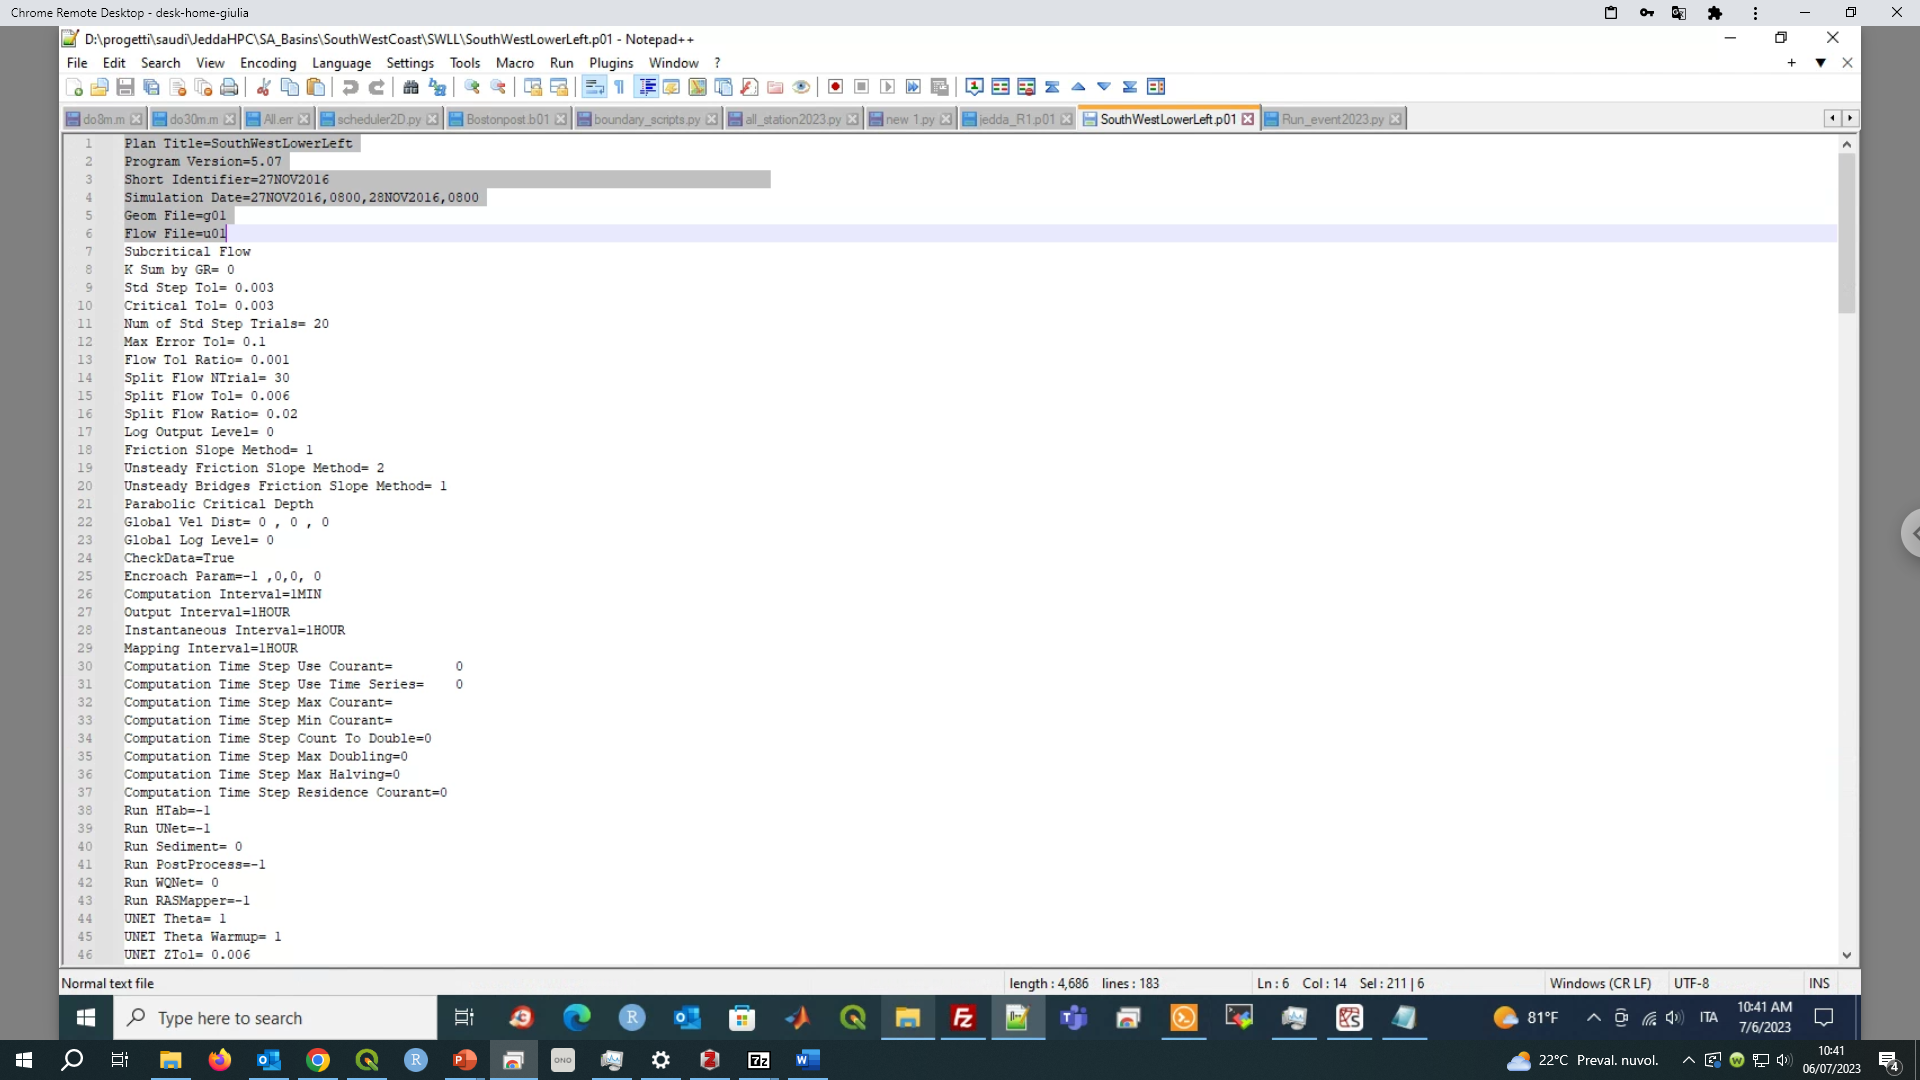 Chrome Remote Desktop - desk-home-giulia
D:\progetti\saudi\JeddaHPC\SA_Basins\SouthWestCoast\SWLL\SouthWestLowerLeft.p01 - Notepad++
File Edit Search View Encoding Language Settings Tools Macro Run Plugins Window ?
do8m.m do30m.m All.err scheduler2D.py Bostonpost.b01 boundary_scripts.py all_station2023.py new 1.py jedda_R1.p01 SouthWestLowerLeft.p01 Run_event2023.py
1 Plan Title=SouthWestLowerLeft
2 Program Version=5.07
3 Short Identifier=27NOV2016
4 Simulation Date=27NOV2016,0800,28NOV2016,0800
5 Geom File=g01
6 Flow File=u01
7 Subcritical Flow
8 K Sum by GR= 0
9 Std Step Tol= 0.003
10 Critical Tol= 0.003
11 Num of Std Step Trials= 20
12 Max Error Tol= 0.1
13 Flow Tol Ratio= 0.001
14 Split Flow NTrial= 30
15 Split Flow Tol= 0.006
16 Split Flow Ratio= 0.02
17 Log Output Level= 0
18 Friction Slope Method= 1
19 Unsteady Friction Slope Method= 2
20 Unsteady Bridges Friction Slope Method= 1
21 Parabolic Critical Depth
22 Global Vel Dist= 0 , 0 , 0
23 Global Log Level= 0
24 CheckData=True
25 Encroach Param=-1 ,0,0, 0
26 Computation Interval=1MIN
27 Output Interval=1HOUR
28 Instantaneous Interval=1HOUR
29 Mapping Interval=1HOUR
30 Computation Time Step Use Courant=        0
31 Computation Time Step Use Time Series=    0
32 Computation Time Step Max Courant=
33 Computation Time Step Min Courant=
34 Computation Time Step Count To Double=0
35 Computation Time Step Max Doubling=0
36 Computation Time Step Max Halving=0
37 Computation Time Step Residence Courant=0
38 Run HTab=-1
39 Run UNet=-1
40 Run Sediment= 0
41 Run PostProcess=-1
42 Run WQNet= 0
43 Run RASMapper=-1
44 UNET Theta= 1
45 UNET Theta Warmup= 1
46 UNET ZTol= 0.006
Normal text file length : 4,686 lines : 183 Ln : 6 Col : 14 Sel : 211 | 6 Windows (CR LF) UTF-8 INS
Type here to search 81°F ITA 10:41 AM
7/6/2023
22°C Preval. nuvol. 10:41
06/07/2023 4